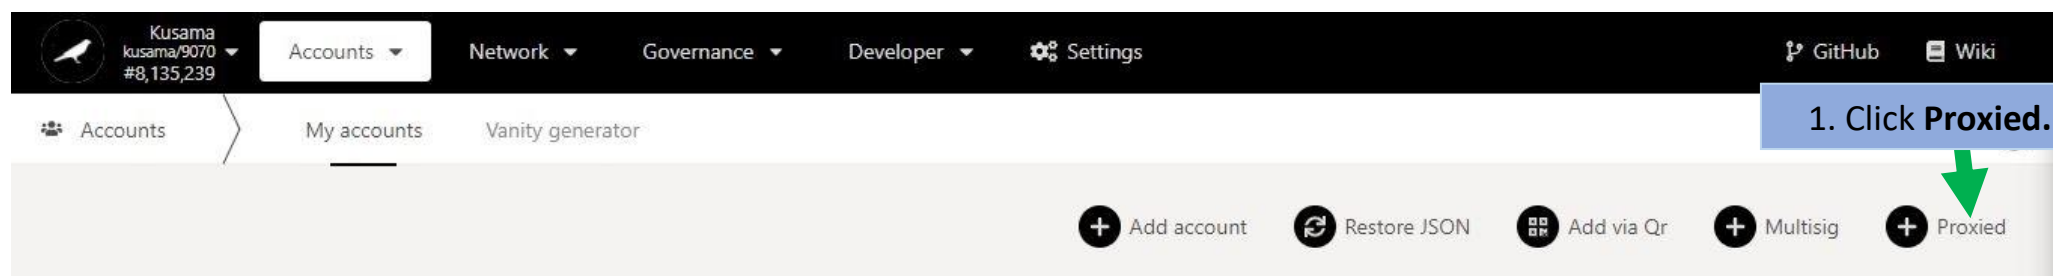 Kusama
kusama/9070
#8,135,239
Accounts
Network
Governance
Developer
Settings
GitHub
Wiki
Accounts
My accounts
Vanity generator
1. Click Proxied.
Add account
Restore JSON
Add via Qr
Multisig
Proxied